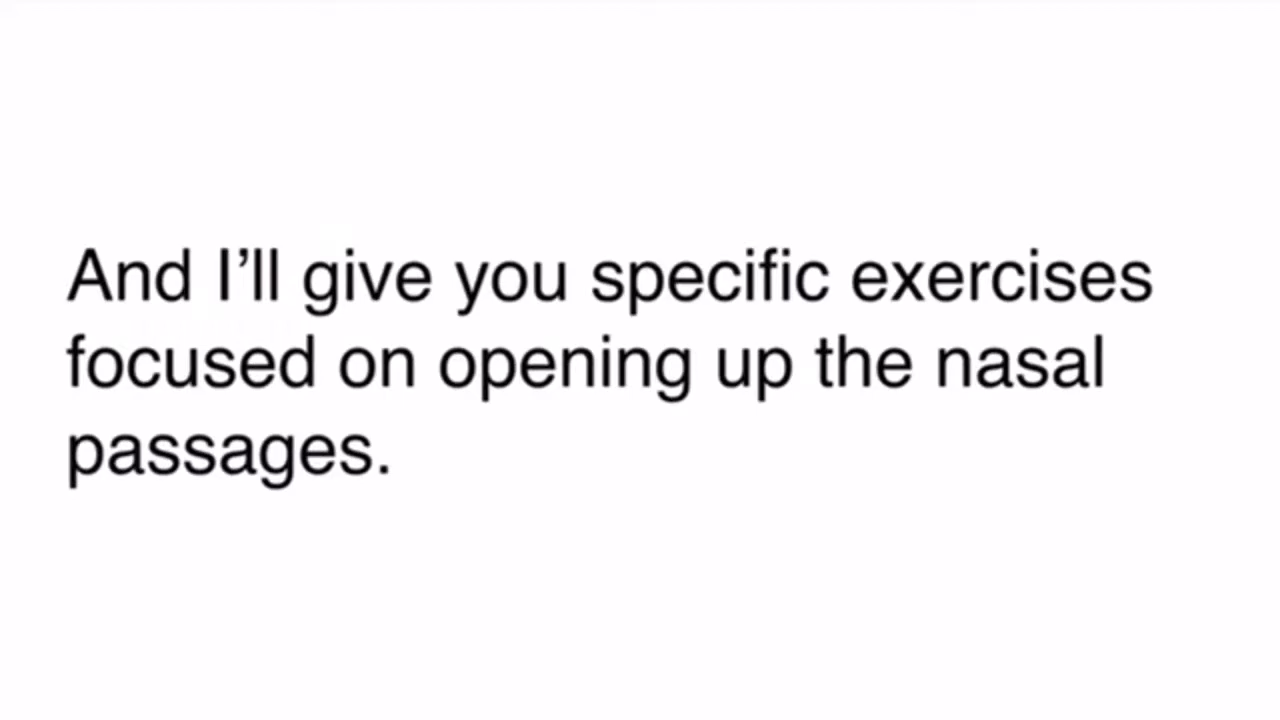 And I’ll give you specific exercises
focused on opening up the nasal
passages.